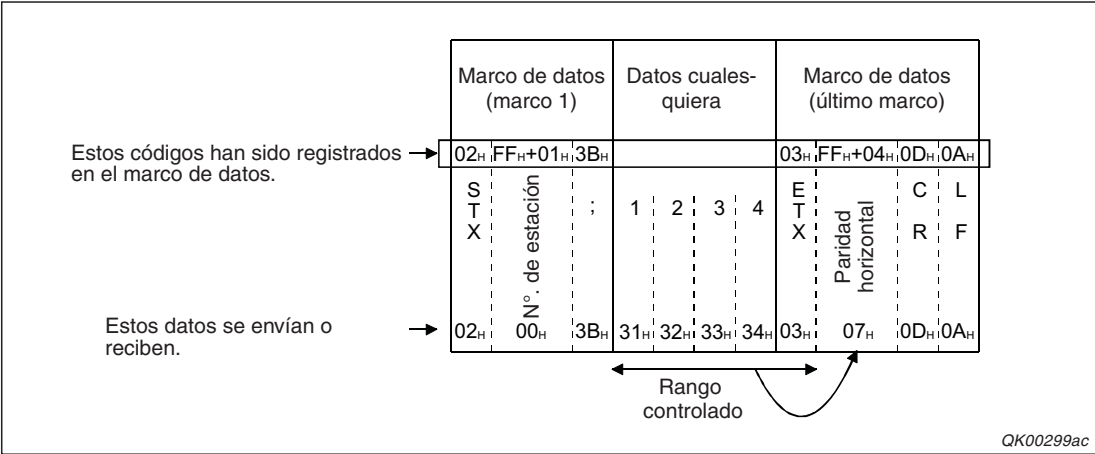 Marco de datos
(marco 1)
Datos cuales-
quiera
Marco de datos
(último marco)
Estos códigos han sido registrados
en el marco de datos.
02H FFH+01H 3BH 03H FFH+04H 0DH 0AH
STX N°. de estación ; 1 2 3 4 ETX Paridad horizontal CR LF
Estos datos se envían o
reciben.
02H 00H 3BH 31H 32H 33H 34H 03H 07H 0DH 0AH
Rango
controlado
QK00299ac